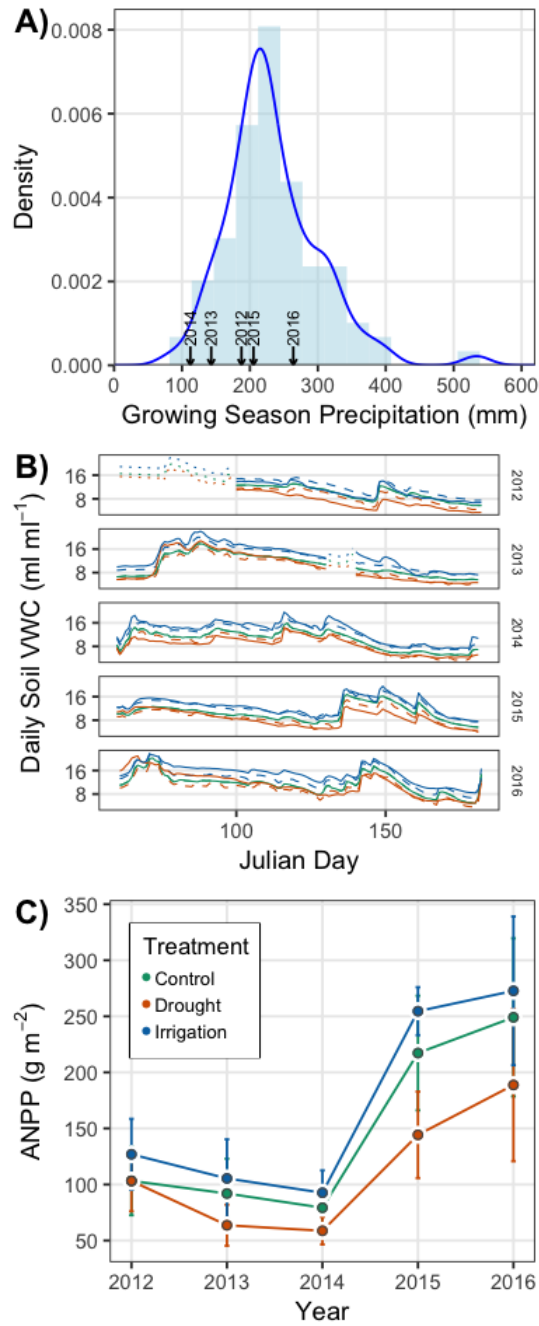 A)
0.008
0.006
0.004
0.002
0.000
Density
2014
2013
2012
2015
2016
0 100 200 300 400 500 600
Growing Season Precipitation (mm)
B)
Daily Soil VWC (ml ml⁻¹)
16
8
2012
16
8
2013
16
8
2014
16
8
2015
16
8
2016
100 150
Julian Day
C)
350
300
250
200
150
100
50
ANPP (g m⁻²)
Treatment
Control
Drought
Irrigation
2012 2013 2014 2015 2016
Year